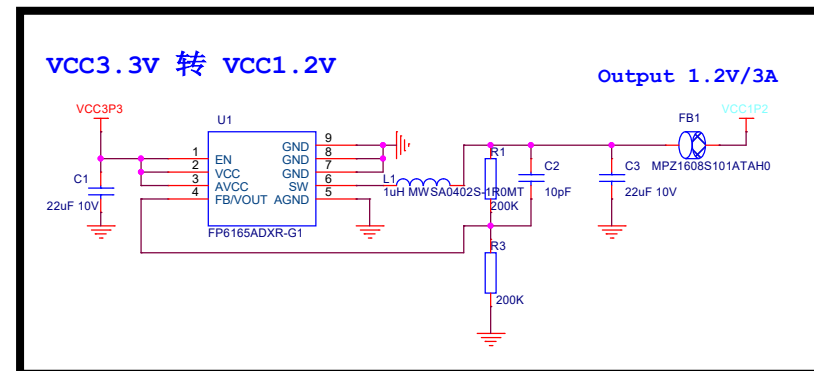 VCC3.3V 转 VCC1.2V
Output 1.2V/3A
VCC3P3
U1
FB1
VCC1P2
1 EN GND 9
2 VCC GND 8
3 AVCC GND 7
4 FB/VOUT SW 6
AGND 5
FP6165ADXR-G1
C1
22uF 10V
L1
1uH MWSA0402S-1R0MT
R1
200K
C2
10pF
C3
22uF 10V
MPZ1608S101ATAH0
R3
200K